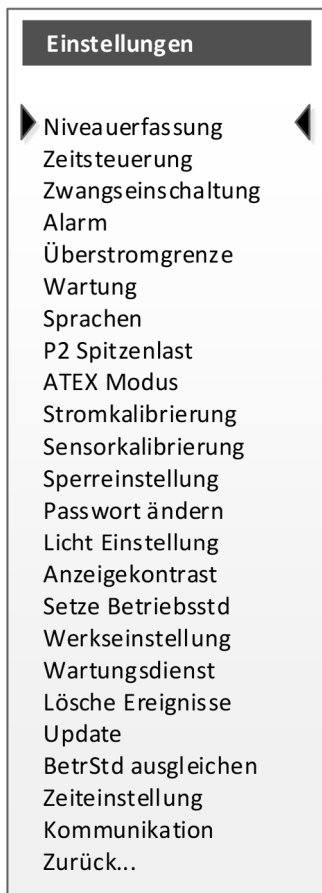 Einstellungen
Niveauerfassung
Zeitsteuerung
Zwangseinschaltung
Alarm
Überstromgrenze
Wartung
Sprachen
P2 Spitzenlast
ATEX Modus
Stromkalibrierung
Sensorkalibrierung
Sperreinstellung
Passwort ändern
Licht Einstellung
Anzeigekontrast
Setze Betriebsstd
Werkseinstellung
Wartungsdienst
Lösche Ereignisse
Update
BetrStd ausgleichen
Zeiteinstellung
Kommunikation
Zurück...